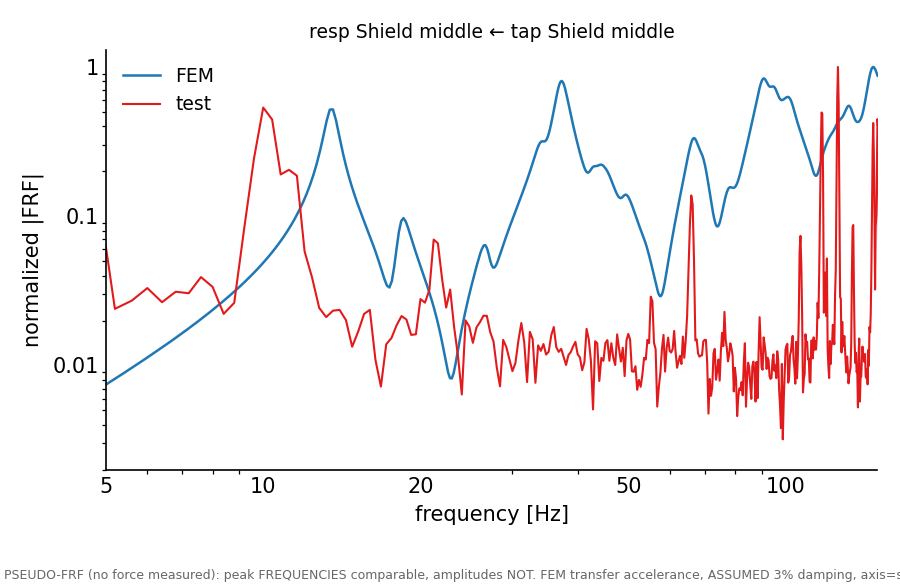 resp Shield middle ← tap Shield middle
1
FEM
test
0.1
normalized |FRF|
0.01
5 10 20 50 100
frequency [Hz]
PSEUDO-FRF (no force measured): peak FREQUENCIES comparable, amplitudes NOT. FEM transfer accelerance, ASSUMED 3% damping, axis=s